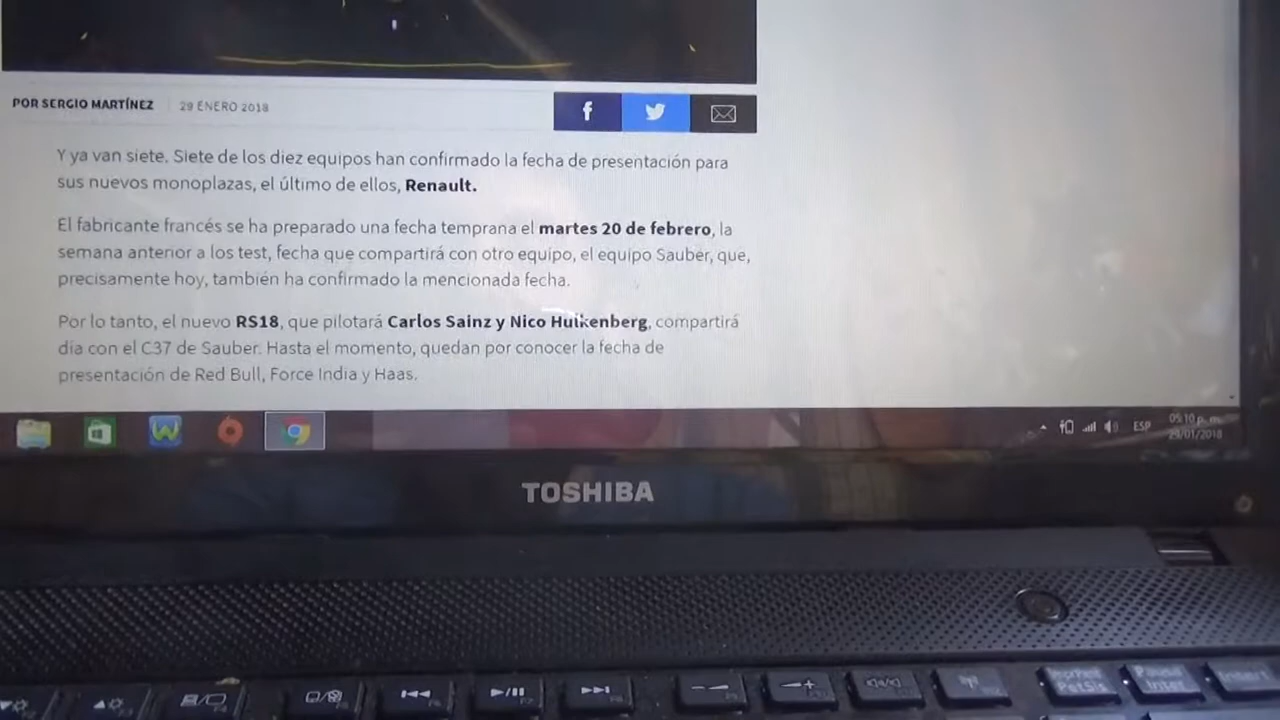 POR SERGIO MARTÍNEZ 29 ENERO 2018
Y ya van siete. Siete de los diez equipos han confirmado la fecha de presentación para
sus nuevos monoplazas, el último de ellos, Renault.
El fabricante francés se ha preparado una fecha temprana el martes 20 de febrero, la
semana anterior a los test, fecha que compartirá con otro equipo, el equipo Sauber, que,
precisamente hoy, también ha confirmado la mencionada fecha.
Por lo tanto, el nuevo RS18, que pilotará Carlos Sainz y Nico Hulkenberg, compartirá
día con el C37 de Sauber. Hasta el momento, quedan por conocer la fecha de
presentación de Red Bull, Force India y Haas.
ESP
05:10 p. m.
29/01/2018
TOSHIBA